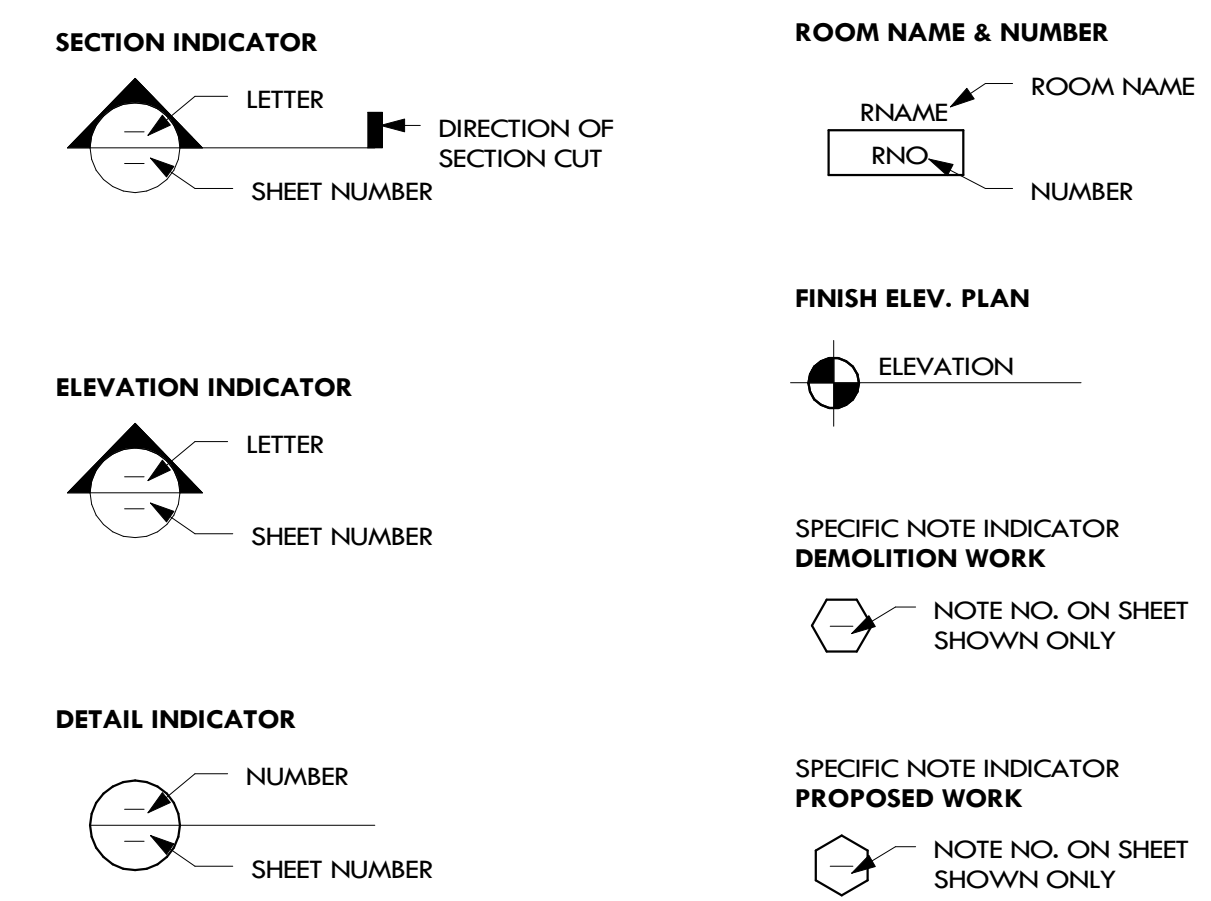 SECTION INDICATOR
LETTER
DIRECTION OF
SECTION CUT
SHEET NUMBER
ELEVATION INDICATOR
LETTER
SHEET NUMBER
DETAIL INDICATOR
NUMBER
SHEET NUMBER
ROOM NAME & NUMBER
ROOM NAME
RNAME
RNO
NUMBER
FINISH ELEV. PLAN
ELEVATION
SPECIFIC NOTE INDICATOR
DEMOLITION WORK
NOTE NO. ON SHEET
SHOWN ONLY
SPECIFIC NOTE INDICATOR
PROPOSED WORK
NOTE NO. ON SHEET
SHOWN ONLY